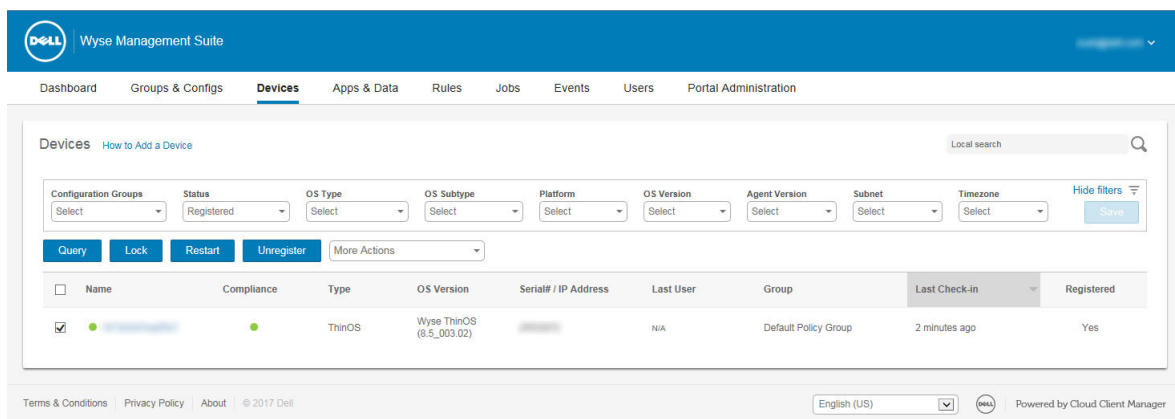 DELL Wyse Management Suite
Dashboard Groups & Configs Devices Apps & Data Rules Jobs Events Users Portal Administration
Devices How to Add a Device Local search
Configuration Groups Status OS Type OS Subtype Platform OS Version Agent Version Subnet Timezone Hide filters
Select Registered Select Select Select Select Select Select Select Save
Query Lock Restart Unregister More Actions
Name Compliance Type OS Version Serial# / IP Address Last User Group Last Check-in Registered
ThinOS Wyse ThinOS N/A Default Policy Group 2 minutes ago Yes
(8.5_003.02)
Terms & Conditions Privacy Policy About © 2017 Dell English (US) DELL Powered by Cloud Client Manager